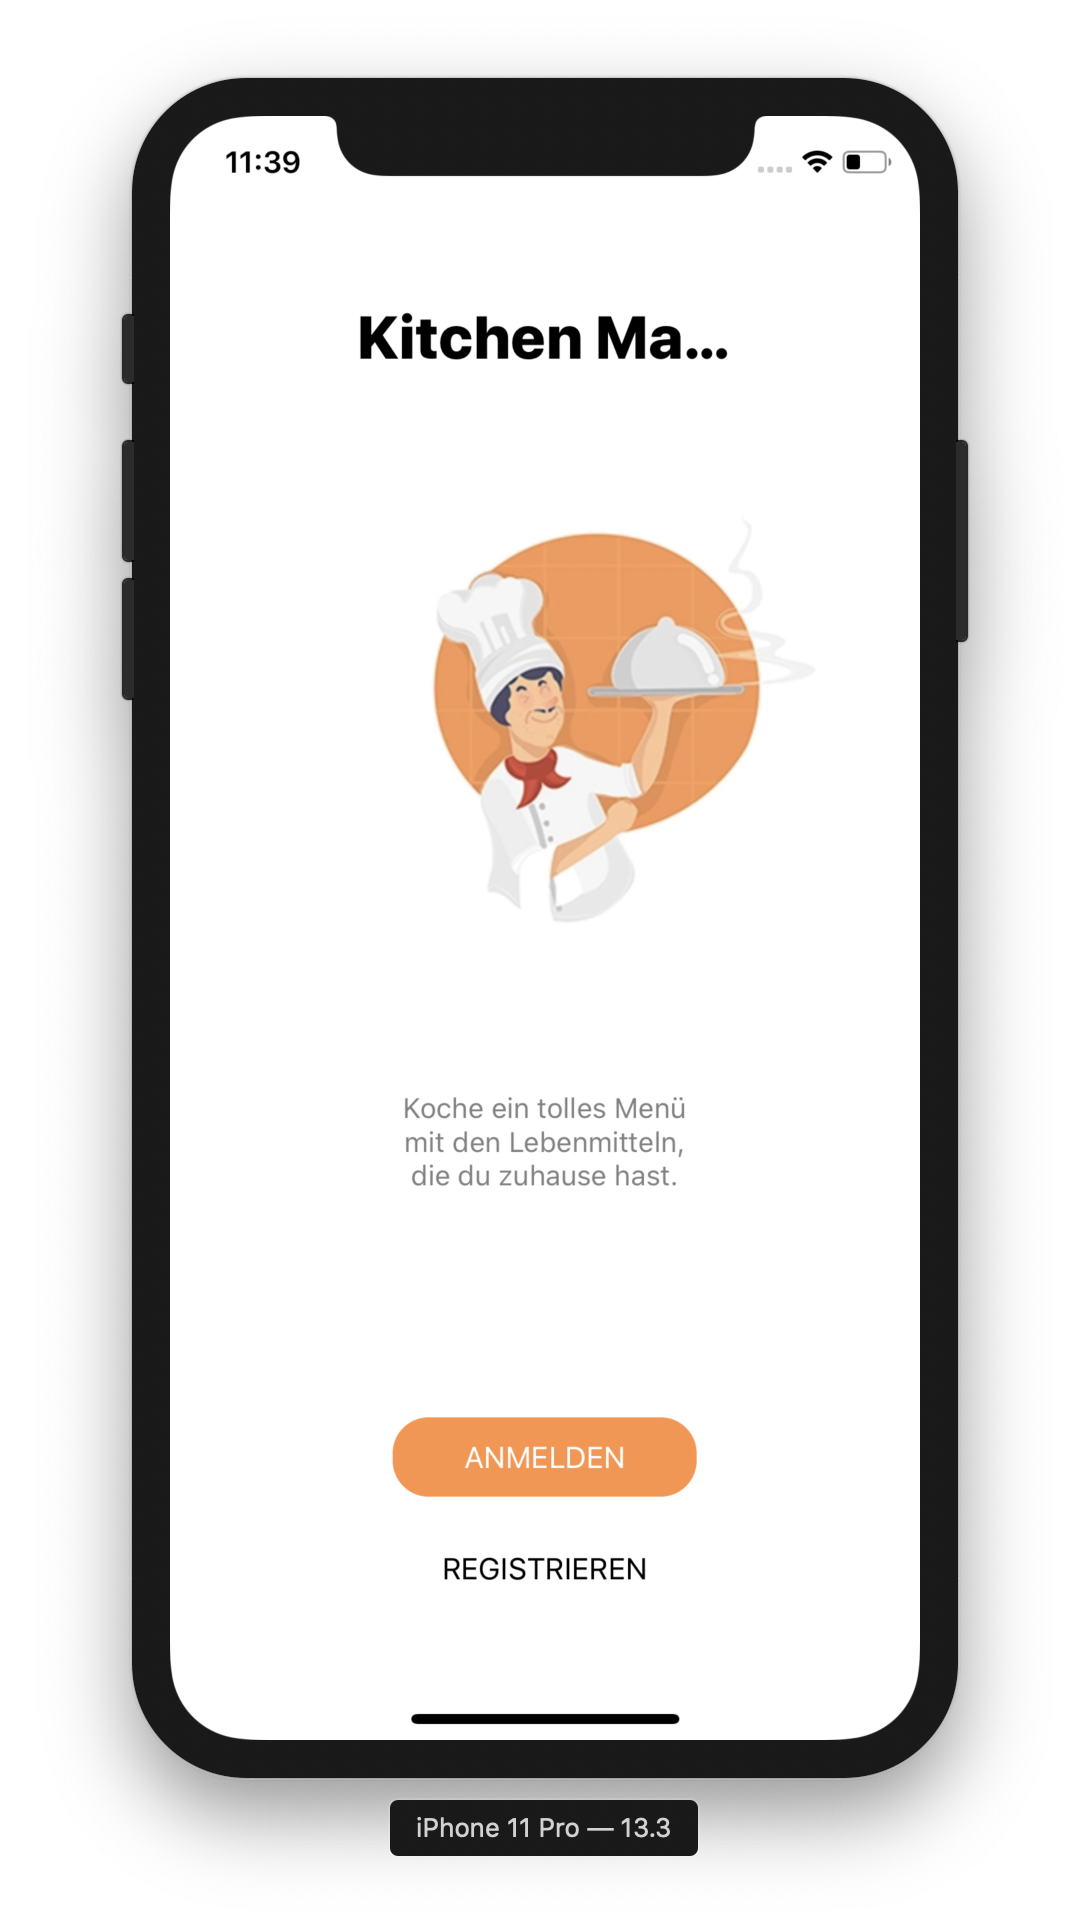 11:39
Kitchen Ma...
Koche ein tolles Menü
mit den Lebenmitteln,
die du zuhause hast.
ANMELDEN
REGISTRIEREN
iPhone 11 Pro — 13.3